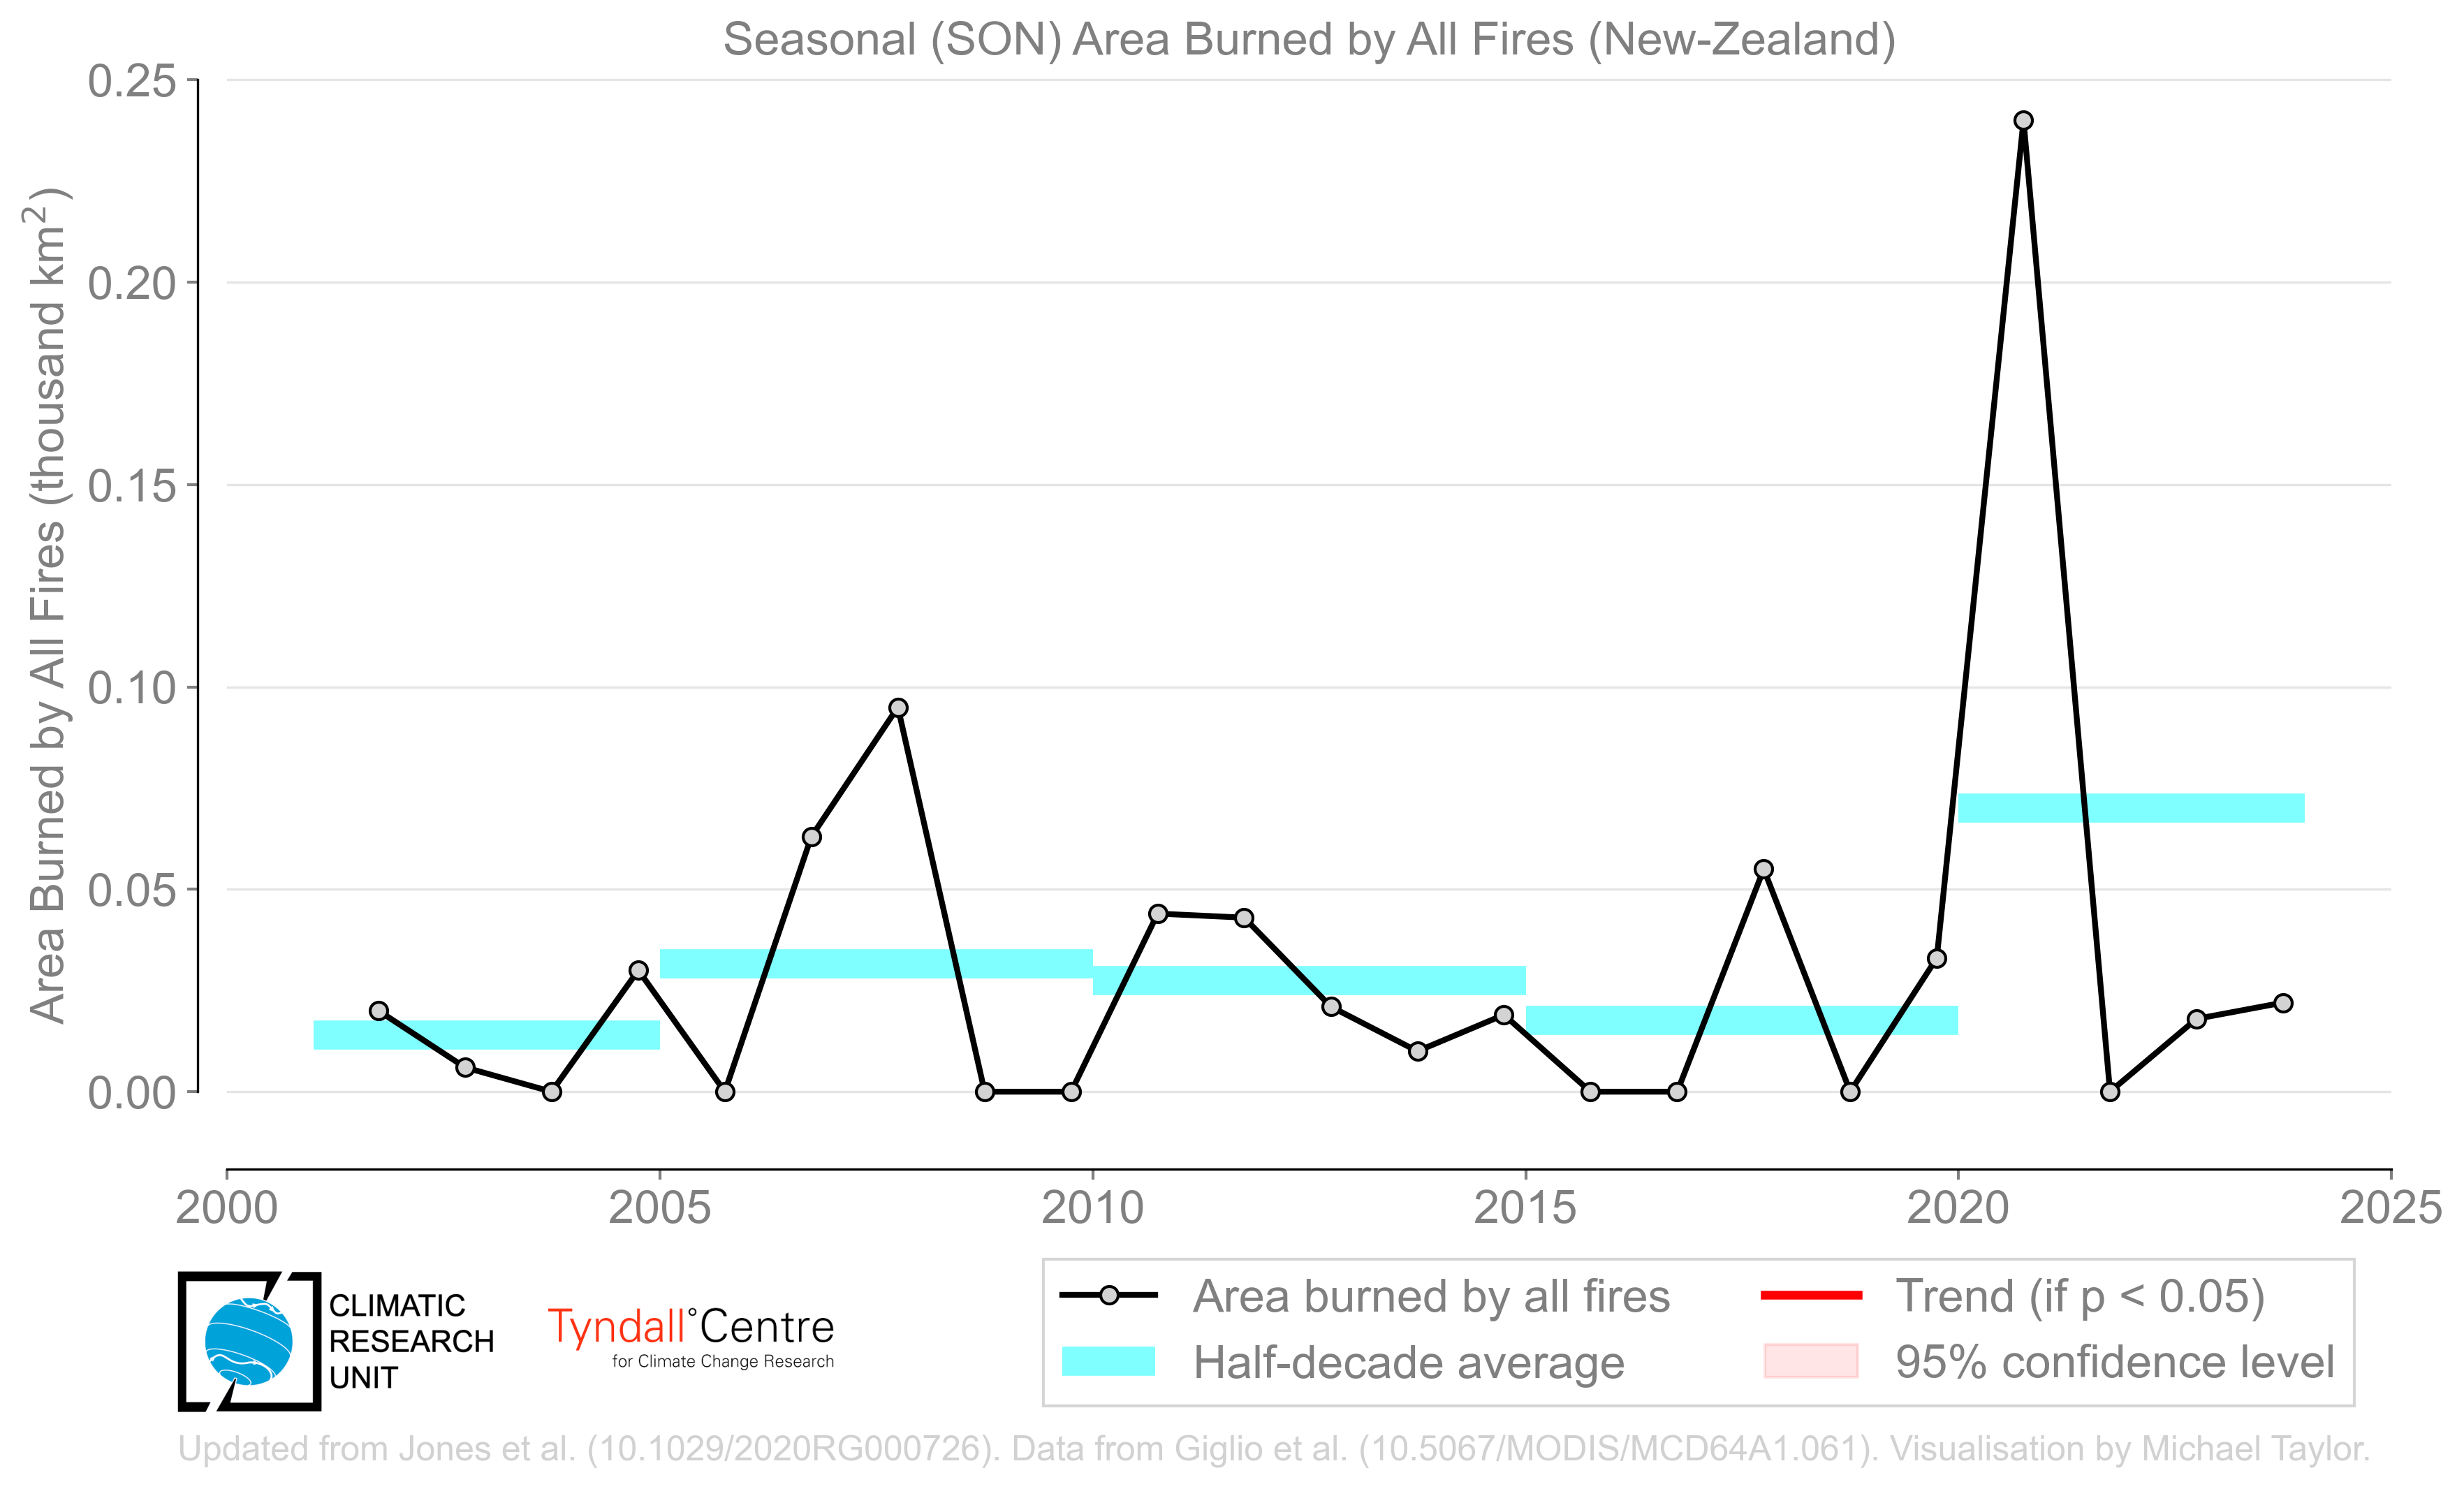 Seasonal (SON) Area Burned by All Fires (New-Zealand)
Area Burned by All Fires (thousand km²)
0.25
0.20
0.15
0.10
0.05
0.00
2000 2005 2010 2015 2020 2025
CLIMATIC
RESEARCH
UNIT
Tyndall°Centre
for Climate Change Research
Area burned by all fires
Half-decade average
Trend (if p < 0.05)
95% confidence level
Updated from Jones et al. (10.1029/2020RG000726). Data from Giglio et al. (10.5067/MODIS/MCD64A1.061). Visualisation by Michael Taylor.